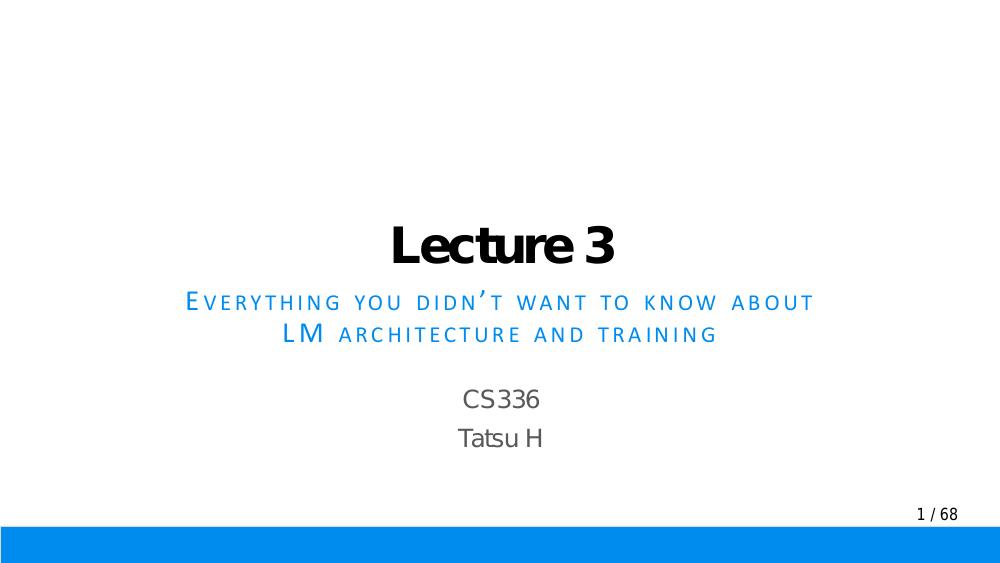 Lecture 3
Everything you didn’t want to know about
LM architecture and training
CS336
Tatsu H
1 / 68